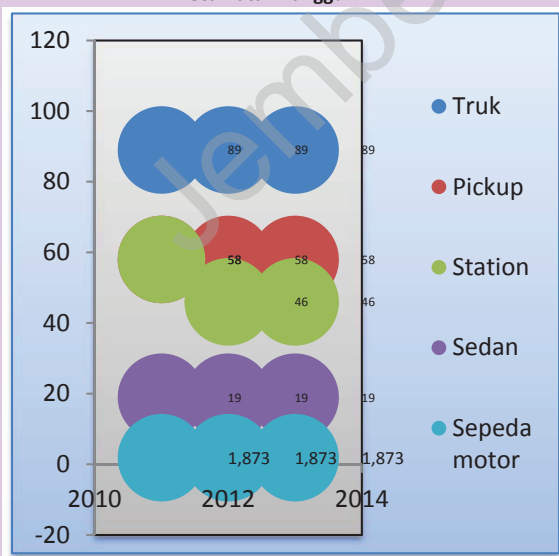 120
100
80
60
40
20
0
-20
2010 2012 2014
89 89 89
58 58 58
46 46
19 19 19
1,873 1,873 1,873
Truk
Pickup
Station
Sedan
Sepeda
motor
Jembe